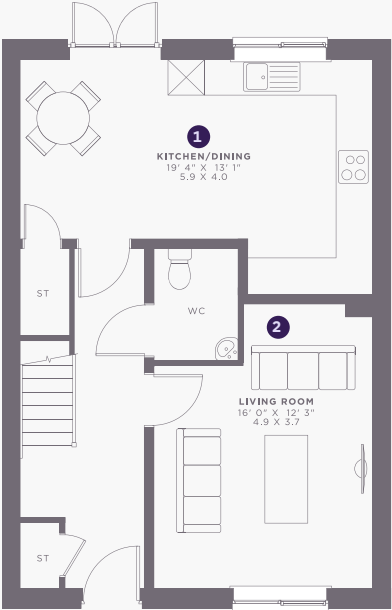 1
KITCHEN/DINING
19' 4" X 13' 1"
5.9 X 4.0
ST
WC
2
LIVING ROOM
16' 0" X 12' 3"
4.9 X 3.7
ST